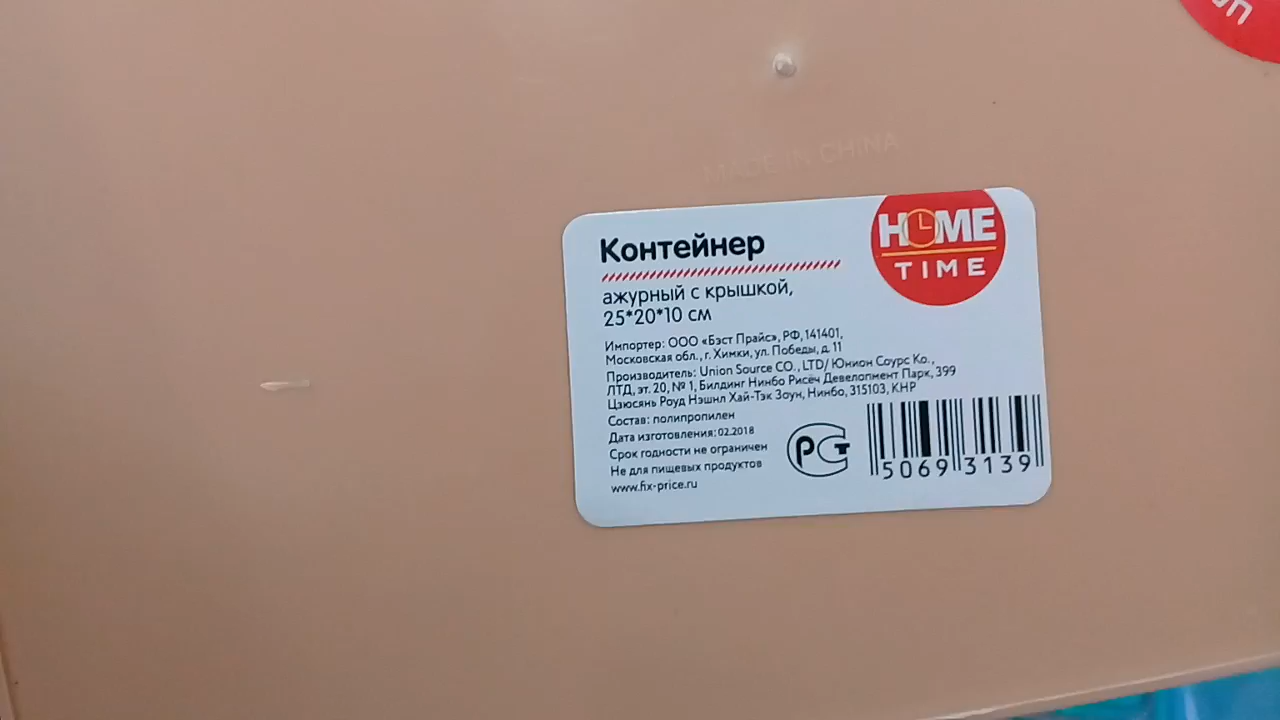 MADE IN CHINA
HOME
TIME
Контейнер
ажурный с крышкой,
25*20*10 см
Импортер: ООО «Бэст Прайс», РФ, 141401,
Московская обл., г. Химки, ул. Победы, д. 11
Производитель: Union Source CO., LTD/ Юнион Соурс Ко.,
ЛТД, эт. 20, № 1, Билдинг Нинбо Рисёч Девелопмент Парк, 399
Цзюсянь Роуд Нэшнл Хай-Тэк Зоун, Нинбо, 315103, КНР
Состав: полипропилен
Дата изготовления: 02.2018
Срок годности не ограничен
Не для пищевых продуктов
www.fix-price.ru
РСТ
5069 3139